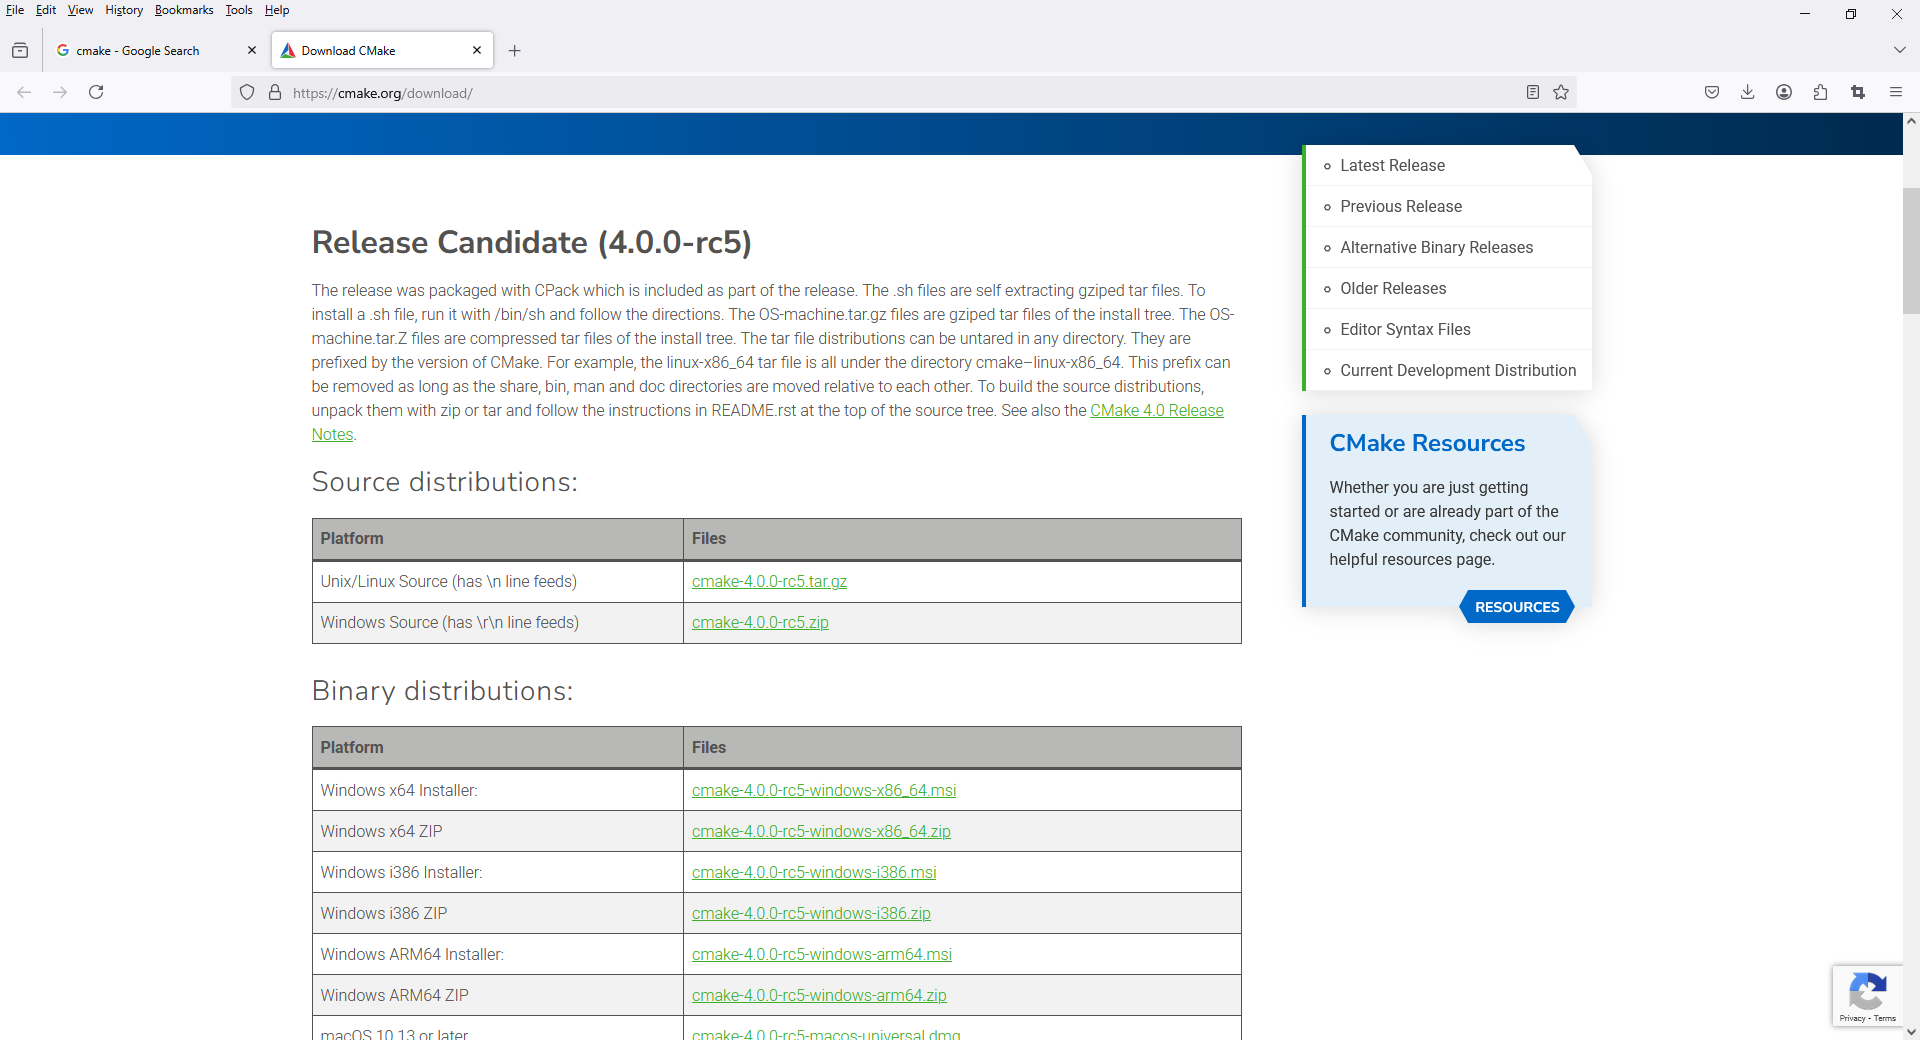 File Edit View History Bookmarks Tools Help
cmake - Google Search
Download CMake
https://cmake.org/download/
Latest Release
Previous Release
Alternative Binary Releases
Older Releases
Editor Syntax Files
Current Development Distribution
Release Candidate (4.0.0-rc5)
The release was packaged with CPack which is included as part of the release. The .sh files are self extracting gziped tar files. To
install a .sh file, run it with /bin/sh and follow the directions. The OS-machine.tar.gz files are gziped tar files of the install tree. The OS-
machine.tar.Z files are compressed tar files of the install tree. The tar file distributions can be untared in any directory. They are
prefixed by the version of CMake. For example, the linux-x86_64 tar file is all under the directory cmake–linux-x86_64. This prefix can
be removed as long as the share, bin, man and doc directories are moved relative to each other. To build the source distributions,
unpack them with zip or tar and follow the instructions in README.rst at the top of the source tree. See also the CMake 4.0 Release
Notes.
CMake Resources
Whether you are just getting
started or are already part of the
CMake community, check out our
helpful resources page.
RESOURCES
Source distributions:
Platform Files
Unix/Linux Source (has \n line feeds) cmake-4.0.0-rc5.tar.gz
Windows Source (has \r\n line feeds) cmake-4.0.0-rc5.zip
Binary distributions:
Platform Files
Windows x64 Installer: cmake-4.0.0-rc5-windows-x86_64.msi
Windows x64 ZIP cmake-4.0.0-rc5-windows-x86_64.zip
Windows i386 Installer: cmake-4.0.0-rc5-windows-i386.msi
Windows i386 ZIP cmake-4.0.0-rc5-windows-i386.zip
Windows ARM64 Installer: cmake-4.0.0-rc5-windows-arm64.msi
Windows ARM64 ZIP cmake-4.0.0-rc5-windows-arm64.zip
macOS 10.13 or later cmake-4.0.0-rc5-macos-universal.dmg
Privacy - Terms